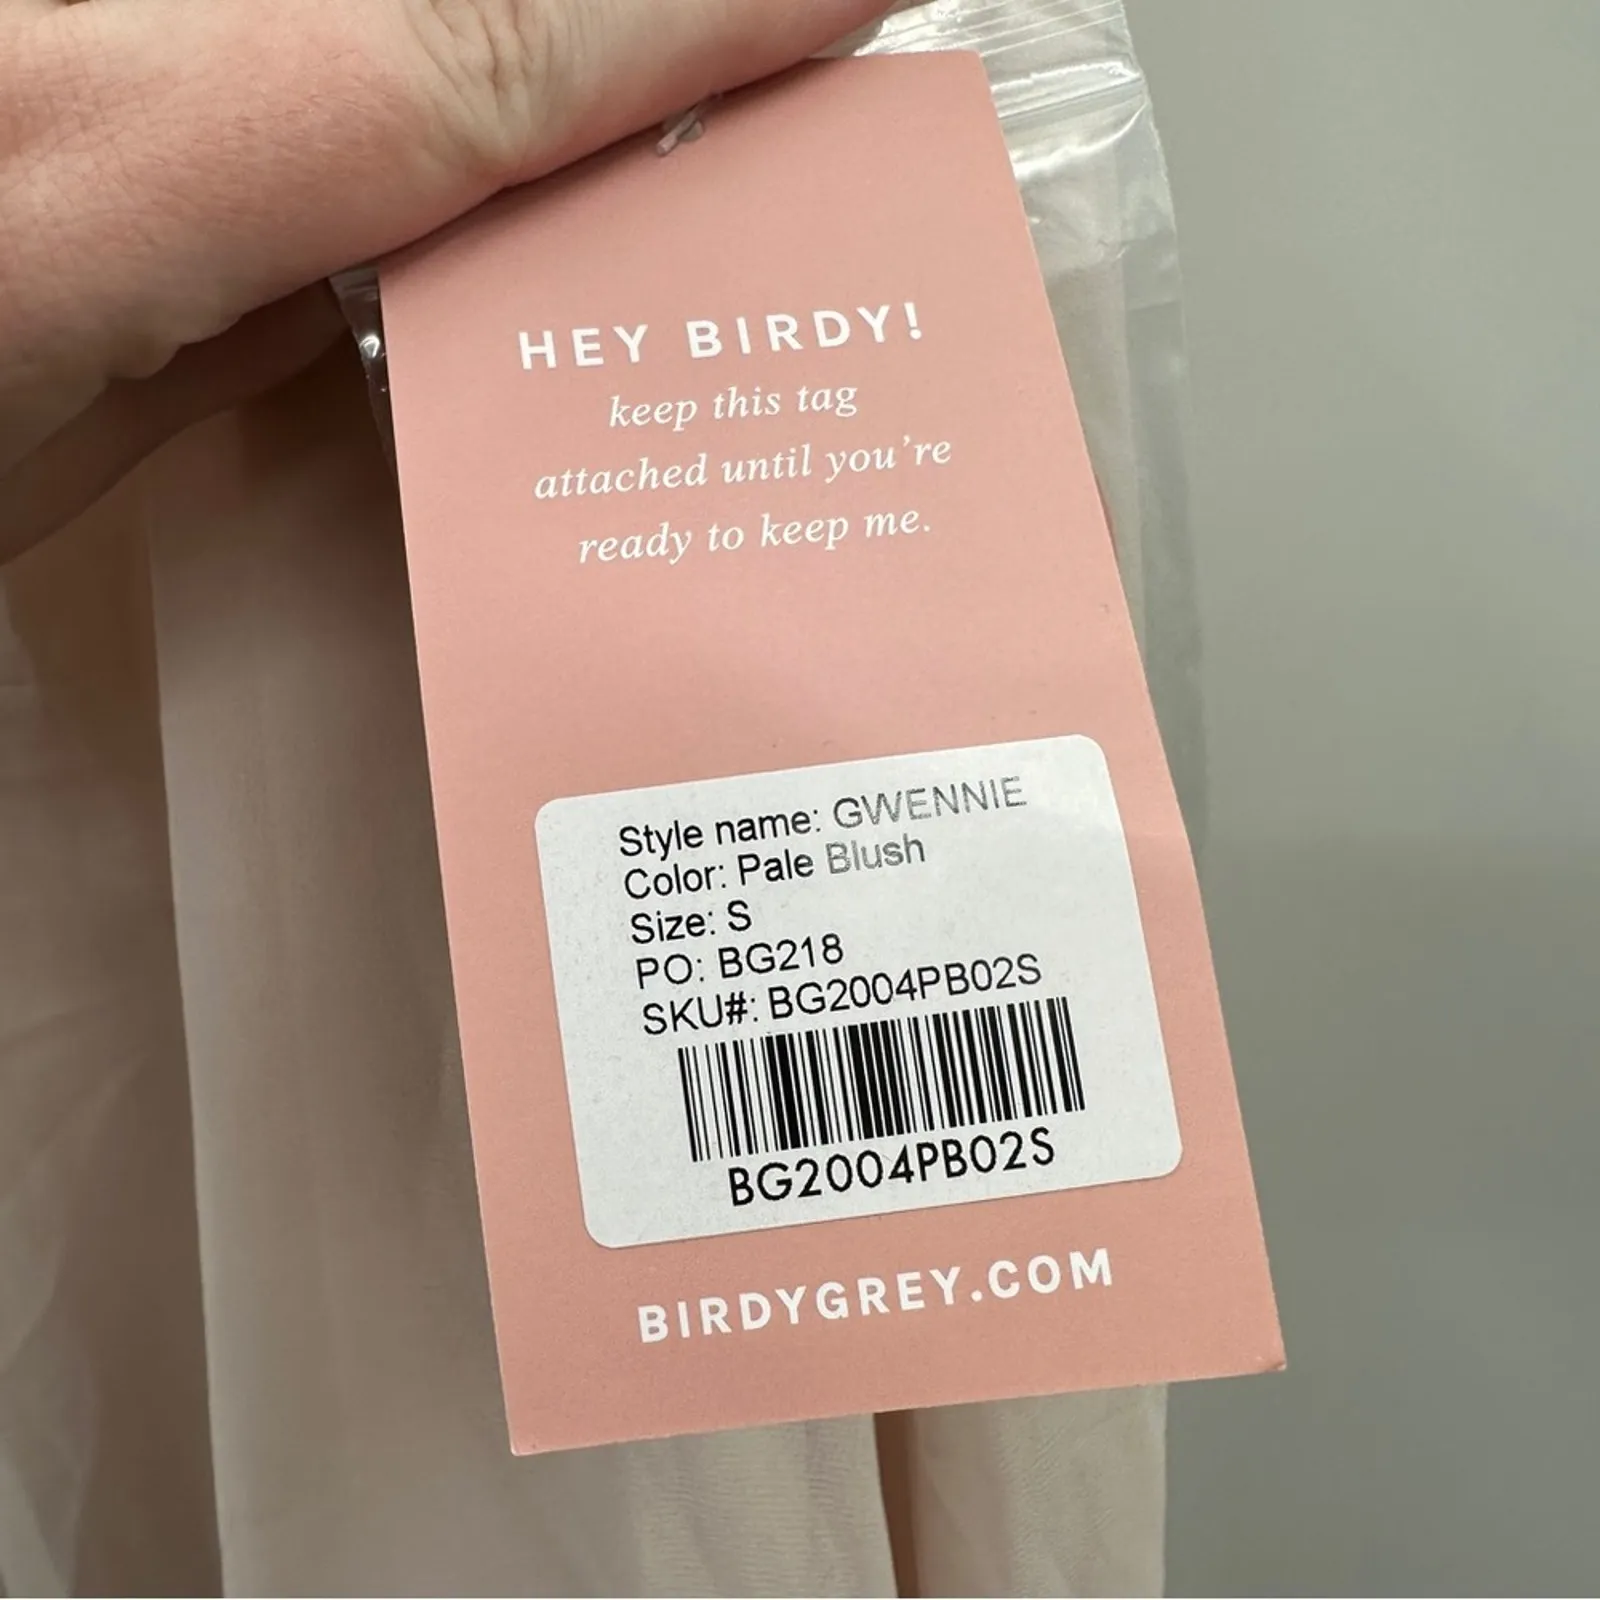 HEY BIRDY!
keep this tag
attached until you're
ready to keep me.
Style name: GWENNIE
Color: Pale Blush
Size: S
PO: BG218
SKU#: BG2004PB02S
BG2004PB02S
BIRDYGREY.COM